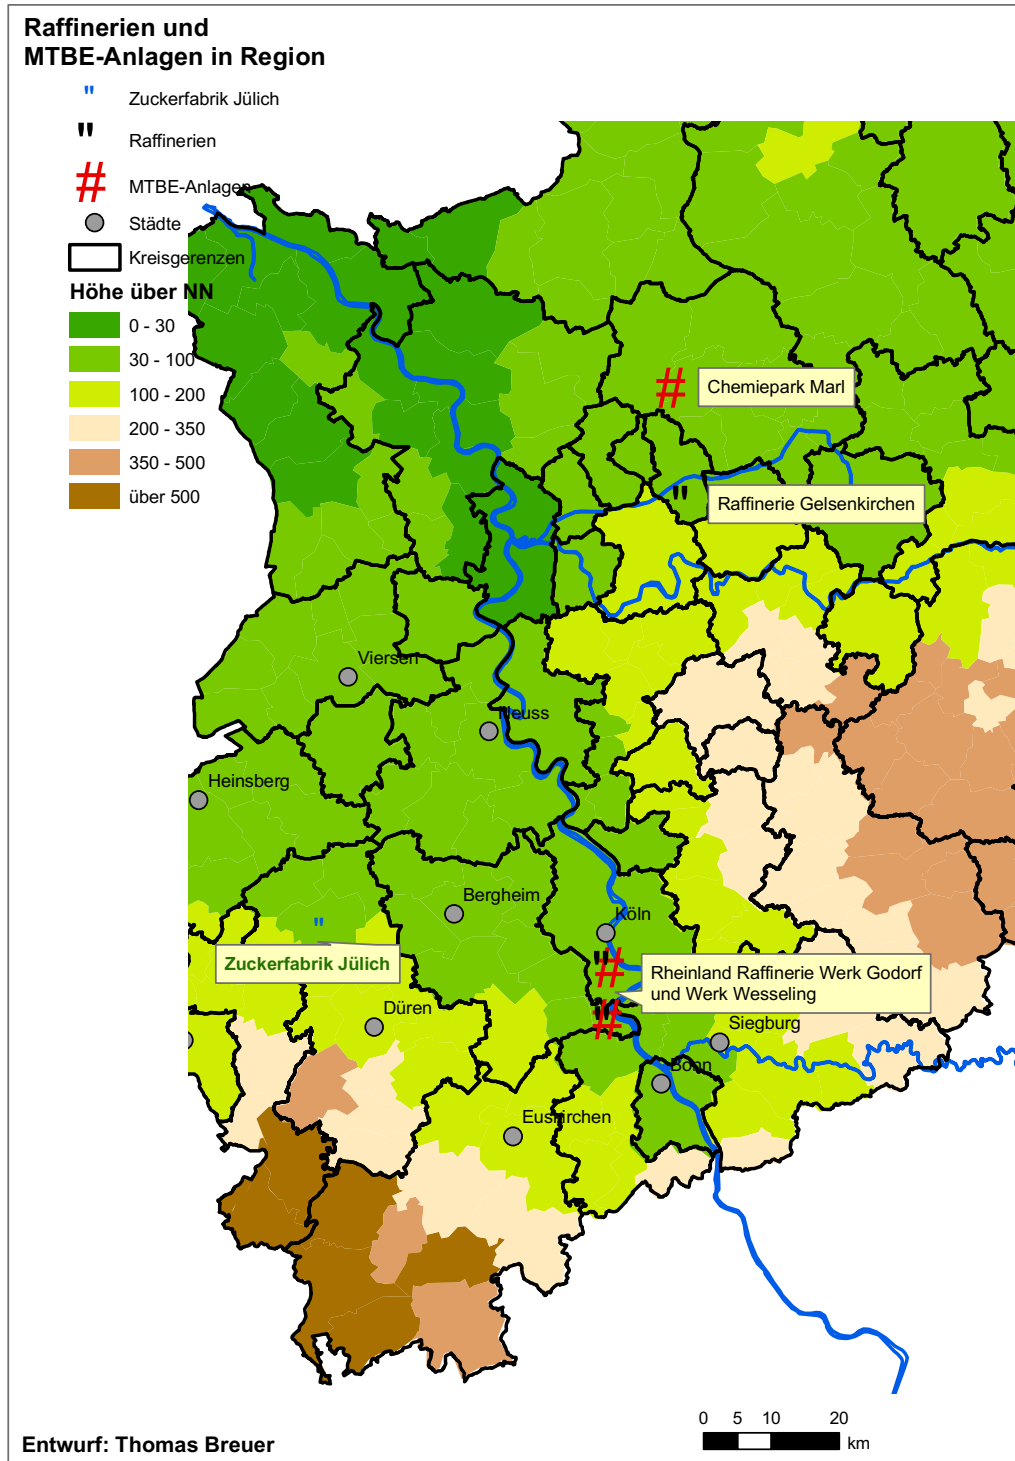 Raffinerien und
MTBE-Anlagen in Region
" Zuckerfabrik Jülich
" Raffinerien
# MTBE-Anlagen
Städte
Kreisgerenzen
Höhe über NN
0 - 30
30 - 100
100 - 200
200 - 350
350 - 500
über 500
# Chemiepark Marl
" Raffinerie Gelsenkirchen
Viersen
Neuss
Heinsberg
Bergheim
Köln
"
Zuckerfabrik Jülich
"#
Rheinland Raffinerie Werk Godorf
und Werk Wesseling
"#
Düren
Siegburg
Bonn
Euskirchen
0 5 10 20
km
Entwurf: Thomas Breuer